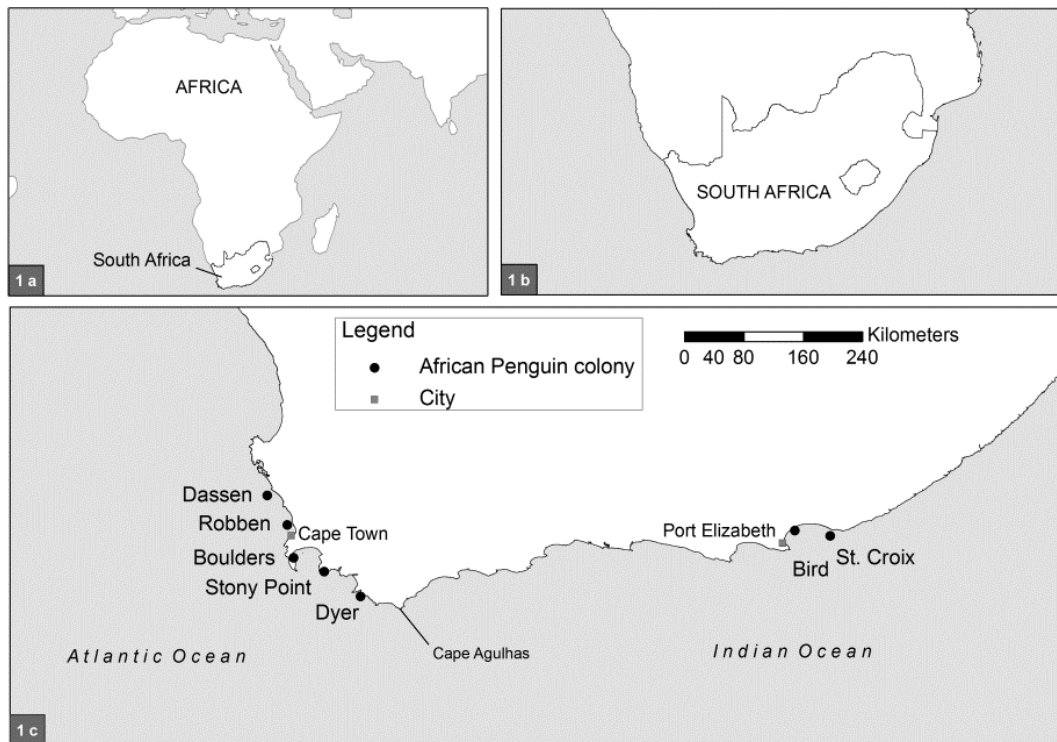 AFRICA
South Africa
1 a
SOUTH AFRICA
1 b
Legend
African Penguin colony
City
Kilometers
0 40 80 160 240
Dassen
Robben
Cape Town
Boulders
Stony Point
Dyer
Cape Agulhas
Port Elizabeth
Bird
St. Croix
Atlantic Ocean
Indian Ocean
1 c